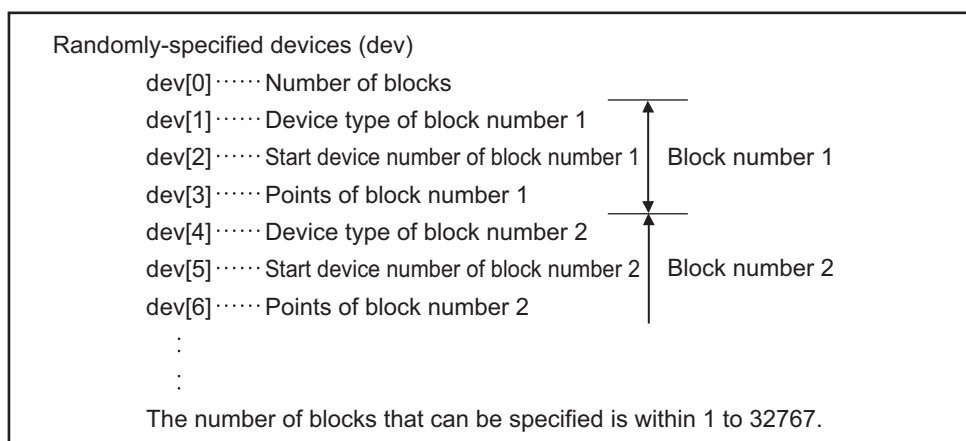 Randomly-specified devices (dev)
dev[0]······Number of blocks
dev[1]······Device type of block number 1
dev[2]······Start device number of block number 1 Block number 1
dev[3]······Points of block number 1
dev[4]······Device type of block number 2
dev[5]······Start device number of block number 2 Block number 2
dev[6]······Points of block number 2
:
:
The number of blocks that can be specified is within 1 to 32767.